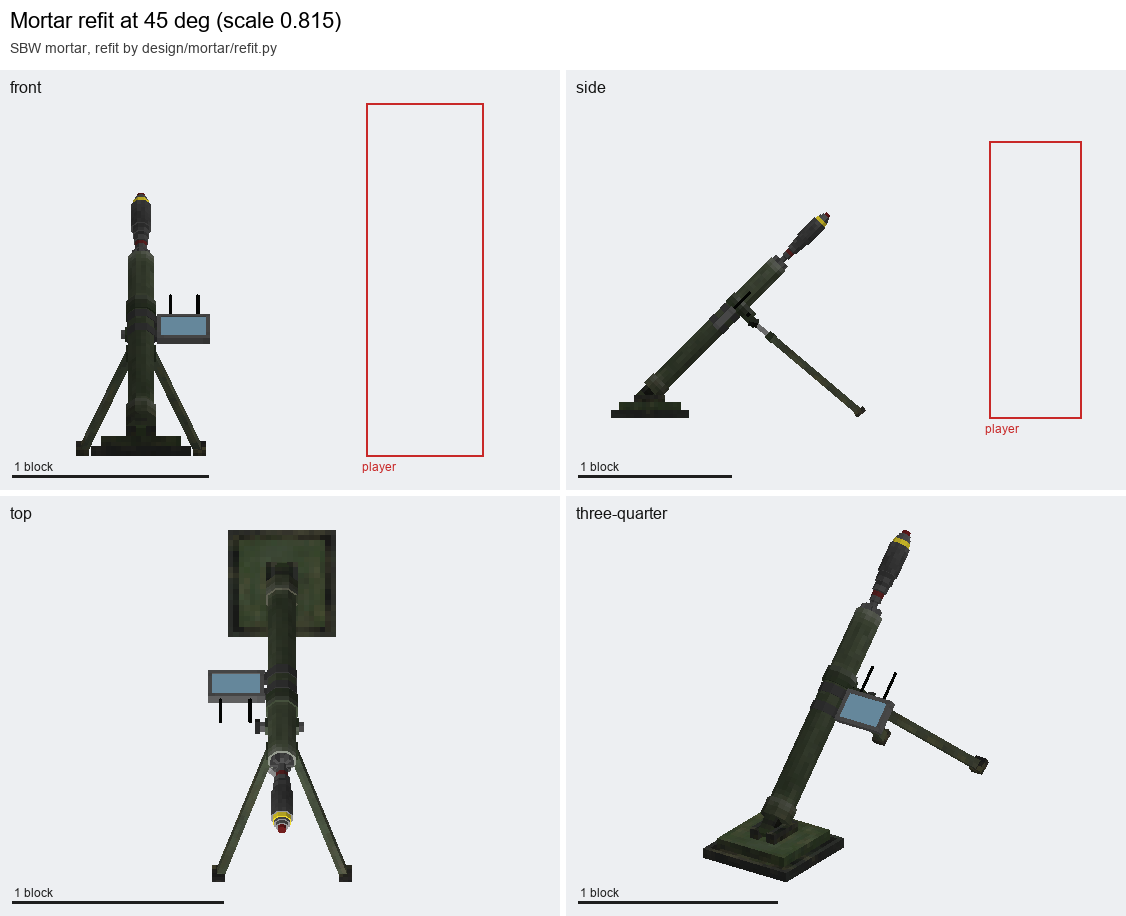 Mortar refit at 45 deg (scale 0.815)
SBW mortar, refit by design/mortar/refit.py
front
side
player
1 block
player
1 block
top
three-quarter
1 block
1 block